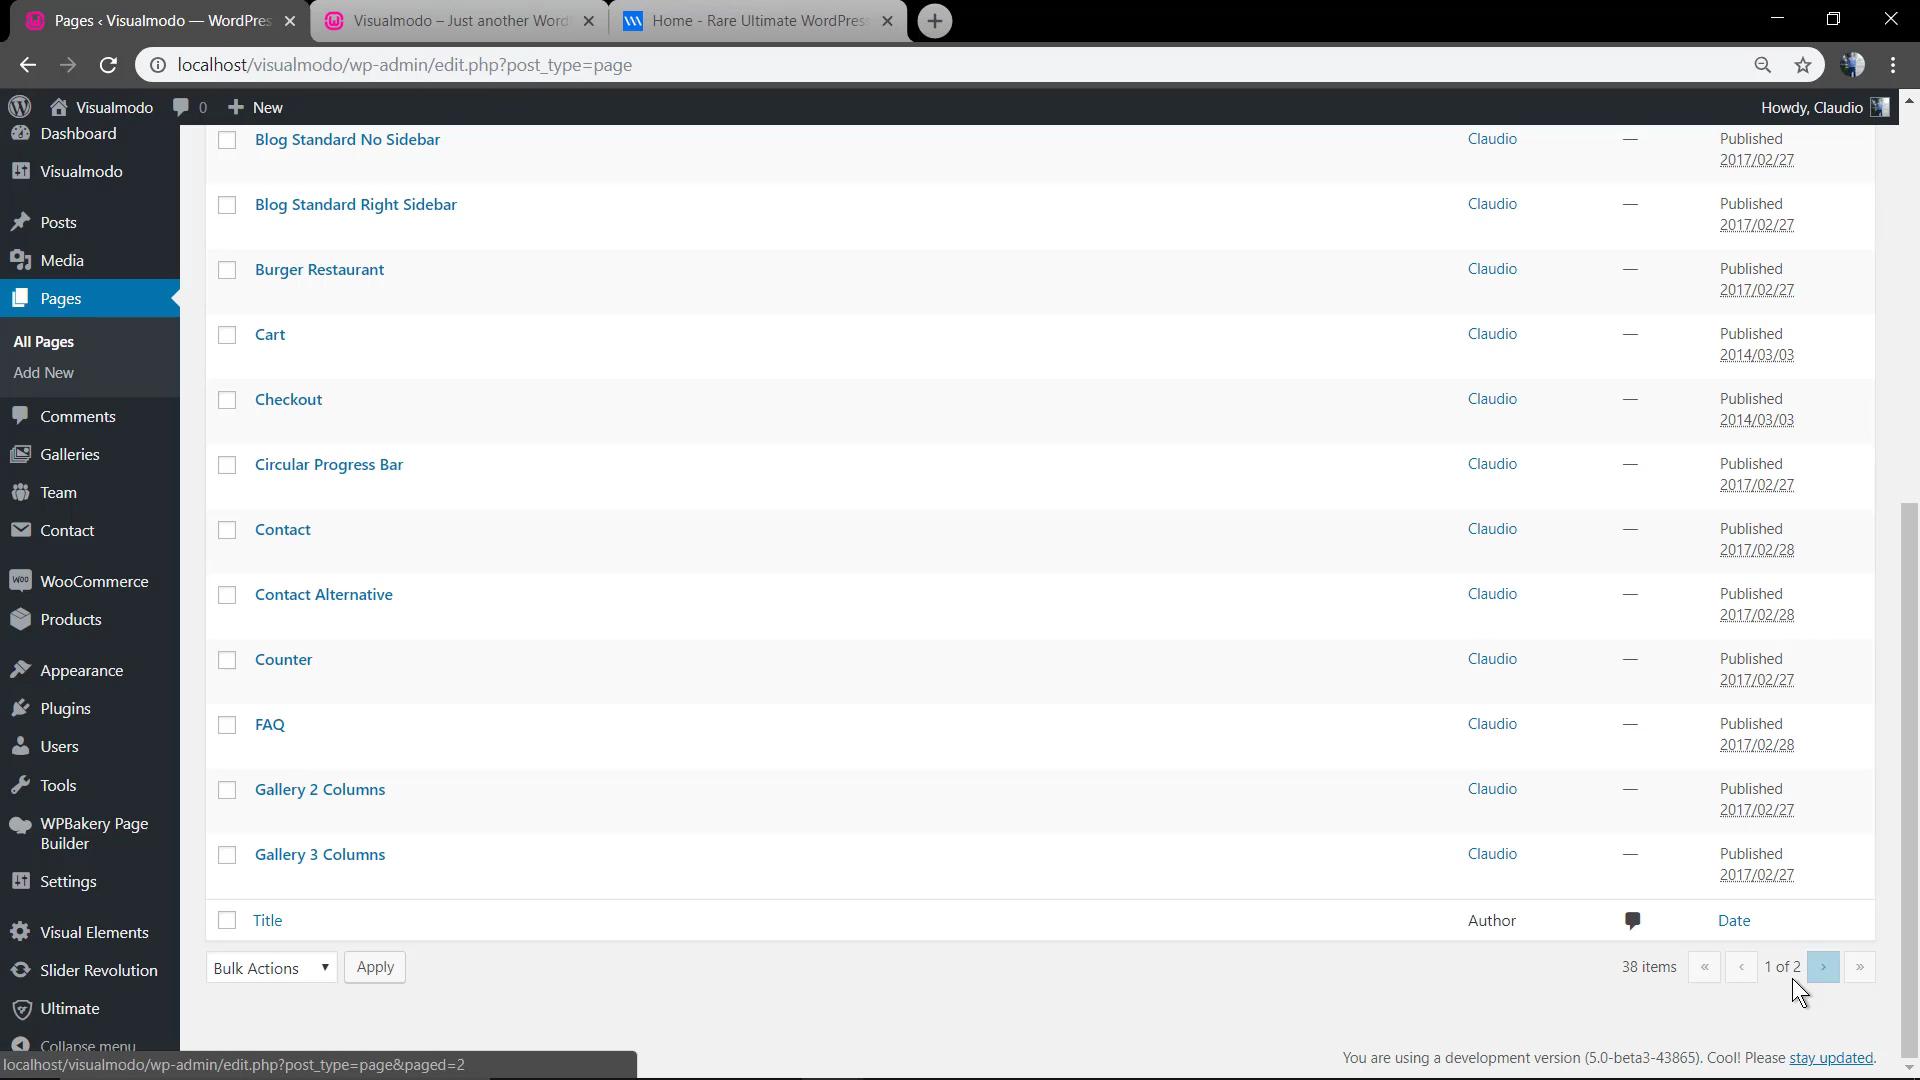 Pages ‹ Visualmodo — WordPres
Visualmodo – Just another Word
Home - Rare Ultimate WordPress
localhost/visualmodo/wp-admin/edit.php?post_type=page
Visualmodo 0 New Howdy, Claudio
Dashboard
Visualmodo
Posts
Media
Pages
All Pages
Add New
Comments
Galleries
Team
Contact
WooCommerce
Products
Appearance
Plugins
Users
Tools
WPBakery Page
Builder
Settings
Visual Elements
Slider Revolution
Ultimate
Collapse menu
Blog Standard No Sidebar Claudio — Published
2017/02/27
Blog Standard Right Sidebar Claudio — Published
2017/02/27
Burger Restaurant Claudio — Published
2017/02/27
Cart Claudio — Published
2014/03/03
Checkout Claudio — Published
2014/03/03
Circular Progress Bar Claudio — Published
2017/02/27
Contact Claudio — Published
2017/02/28
Contact Alternative Claudio — Published
2017/02/28
Counter Claudio — Published
2017/02/27
FAQ Claudio — Published
2017/02/28
Gallery 2 Columns Claudio — Published
2017/02/27
Gallery 3 Columns Claudio — Published
2017/02/27
Title Author Date
Bulk Actions Apply 38 items « ‹ 1 of 2 › »
You are using a development version (5.0-beta3-43865). Cool! Please stay updated.
localhost/visualmodo/wp-admin/edit.php?post_type=page&paged=2